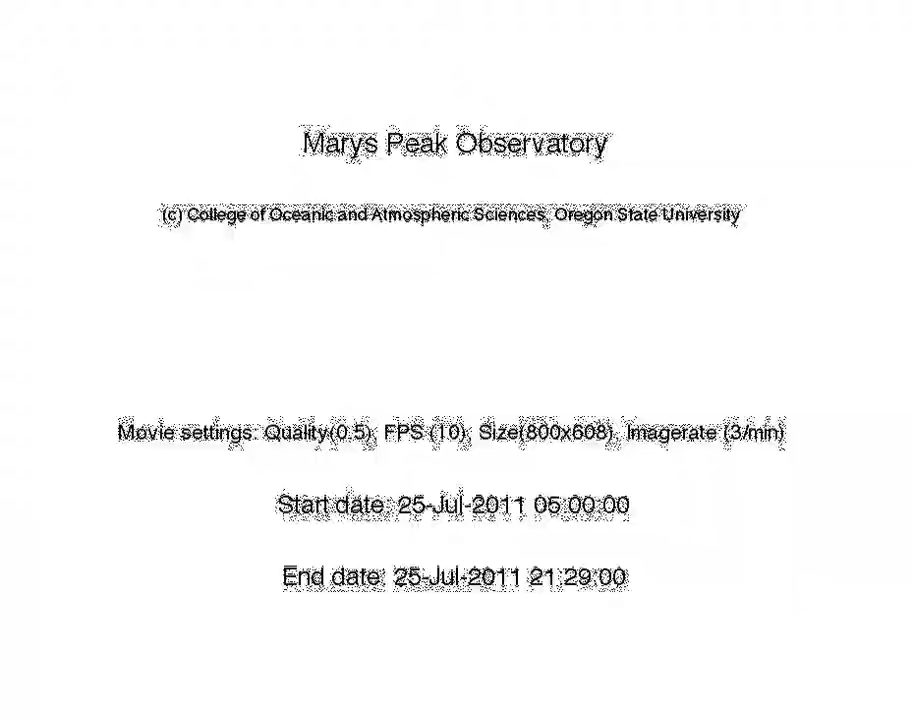 Marys Peak Observatory
(c) College of Oceanic and Atmospheric Sciences, Oregon State University
Movie settings: Quality(0.5), FPS (10), Size(800x608), Imagerate (3/min)
Start date: 25-Jul-2011 05:00:00
End date: 25-Jul-2011 21:29:00